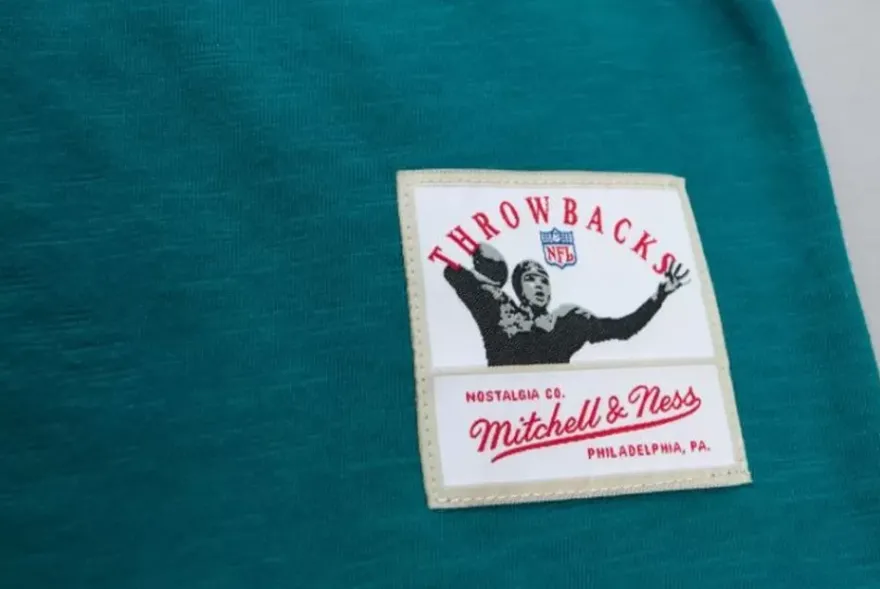 THROWBACKS
NFL
NOSTALGIA CO.
Mitchell & Ness
PHILADELPHIA, PA.